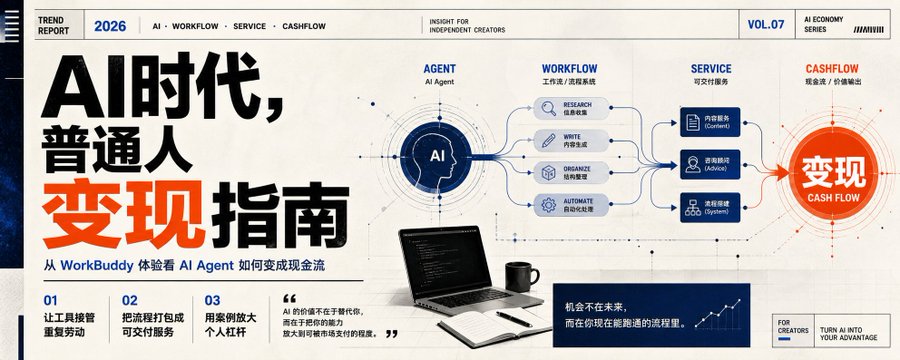 TREND
REPORT
2026
AI · WORKFLOW · SERVICE · CASHFLOW
INSIGHT FOR
INDEPENDENT CREATORS
VOL.07
AI ECONOMY
SERIES
AI时代，
普通人
变现指南
从 WorkBuddy 体验看 AI Agent 如何变成现金流
01
让工具接管
重复劳动
02
把流程打包成
可交付服务
03
用案例放大
个人杠杆
“
AI 的价值不在于替代你，
而在于把你的能力
放大到可被市场支付的程度。”
AGENT
AI Agent
AI
WORKFLOW
工作流 / 流程系统
RESEARCH
信息收集
WRITE
内容生成
ORGANIZE
结构整理
AUTOMATE
自动化处理
SERVICE
可交付服务
内容服务
(Content)
咨询顾问
(Advice)
流程搭建
(System)
CASHFLOW
现金流 / 价值输出
变现
CASH FLOW
机会不在未来，
而在你现在能跑通的流程里。
FOR
CREATORS
TURN AI INTO
YOUR ADVANTAGE